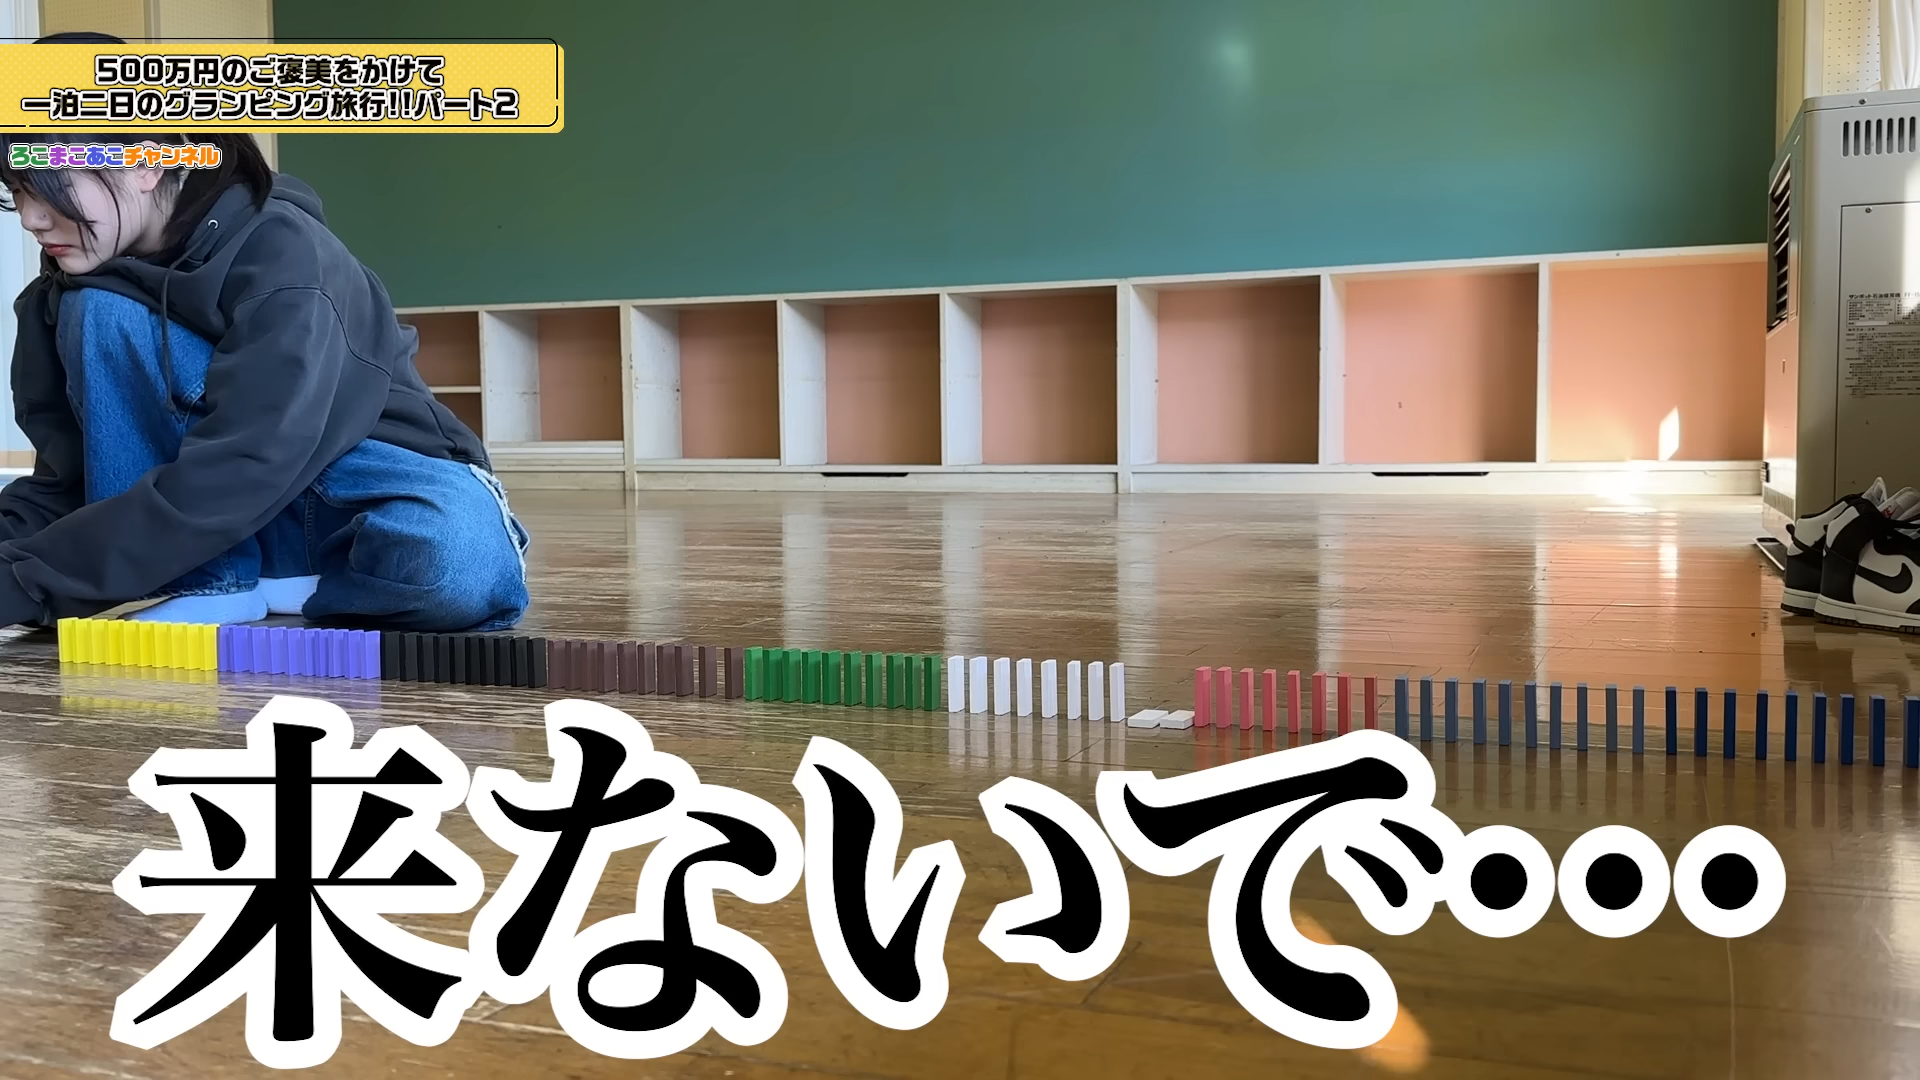 500万円のご褒美をかけて
一泊二日のグランピング旅行!!パート2
ろこまこあこチャンネル
来ないで…